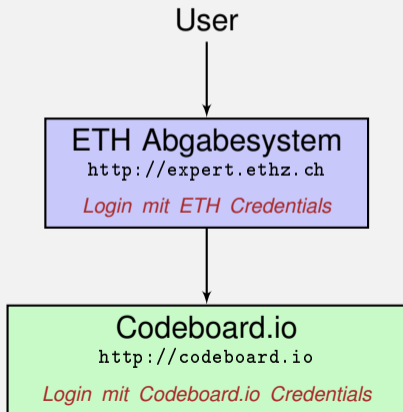 User
ETH Abgabesystem
http://expert.ethz.ch
Login mit ETH Credentials
Codeboard.io
http://codeboard.io
Login mit Codeboard.io Credentials